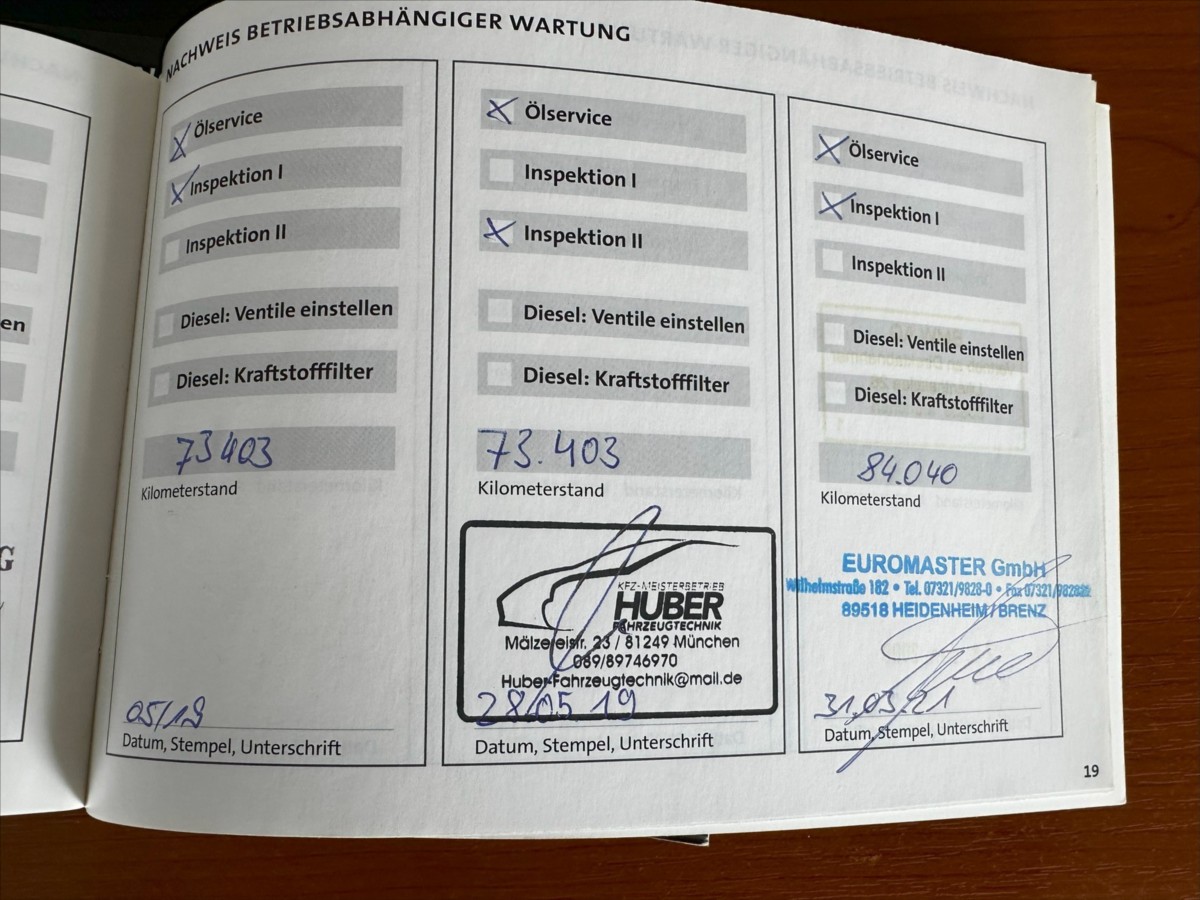 NACHWEIS BETRIEBSABHÄNGIGER WARTUNG
Ölservice
Inspektion I
Inspektion II
Diesel: Ventile einstellen
Diesel: Kraftstofffilter
73403
Kilometerstand
05/19
Datum, Stempel, Unterschrift
Ölservice
Inspektion I
Inspektion II
Diesel: Ventile einstellen
Diesel: Kraftstofffilter
73.403
Kilometerstand
KFZ-MEISTERBETRIEB
HUBER
FAHRZEUGTECHNIK
Mälzereistr. 23 / 81249 München
089/89746970
Huber-Fahrzeugtechnik@mail.de
28/05 19
Datum, Stempel, Unterschrift
Ölservice
Inspektion I
Inspektion II
Diesel: Ventile einstellen
Diesel: Kraftstofffilter
84.040
Kilometerstand
EUROMASTER GmbH
Wilhelmstraße 182 • Tel. 07321/9828-0 • Fax 07321/982822
89518 HEIDENHEIM/BRENZ
31.03.21
Datum, Stempel, Unterschrift
19
en
G